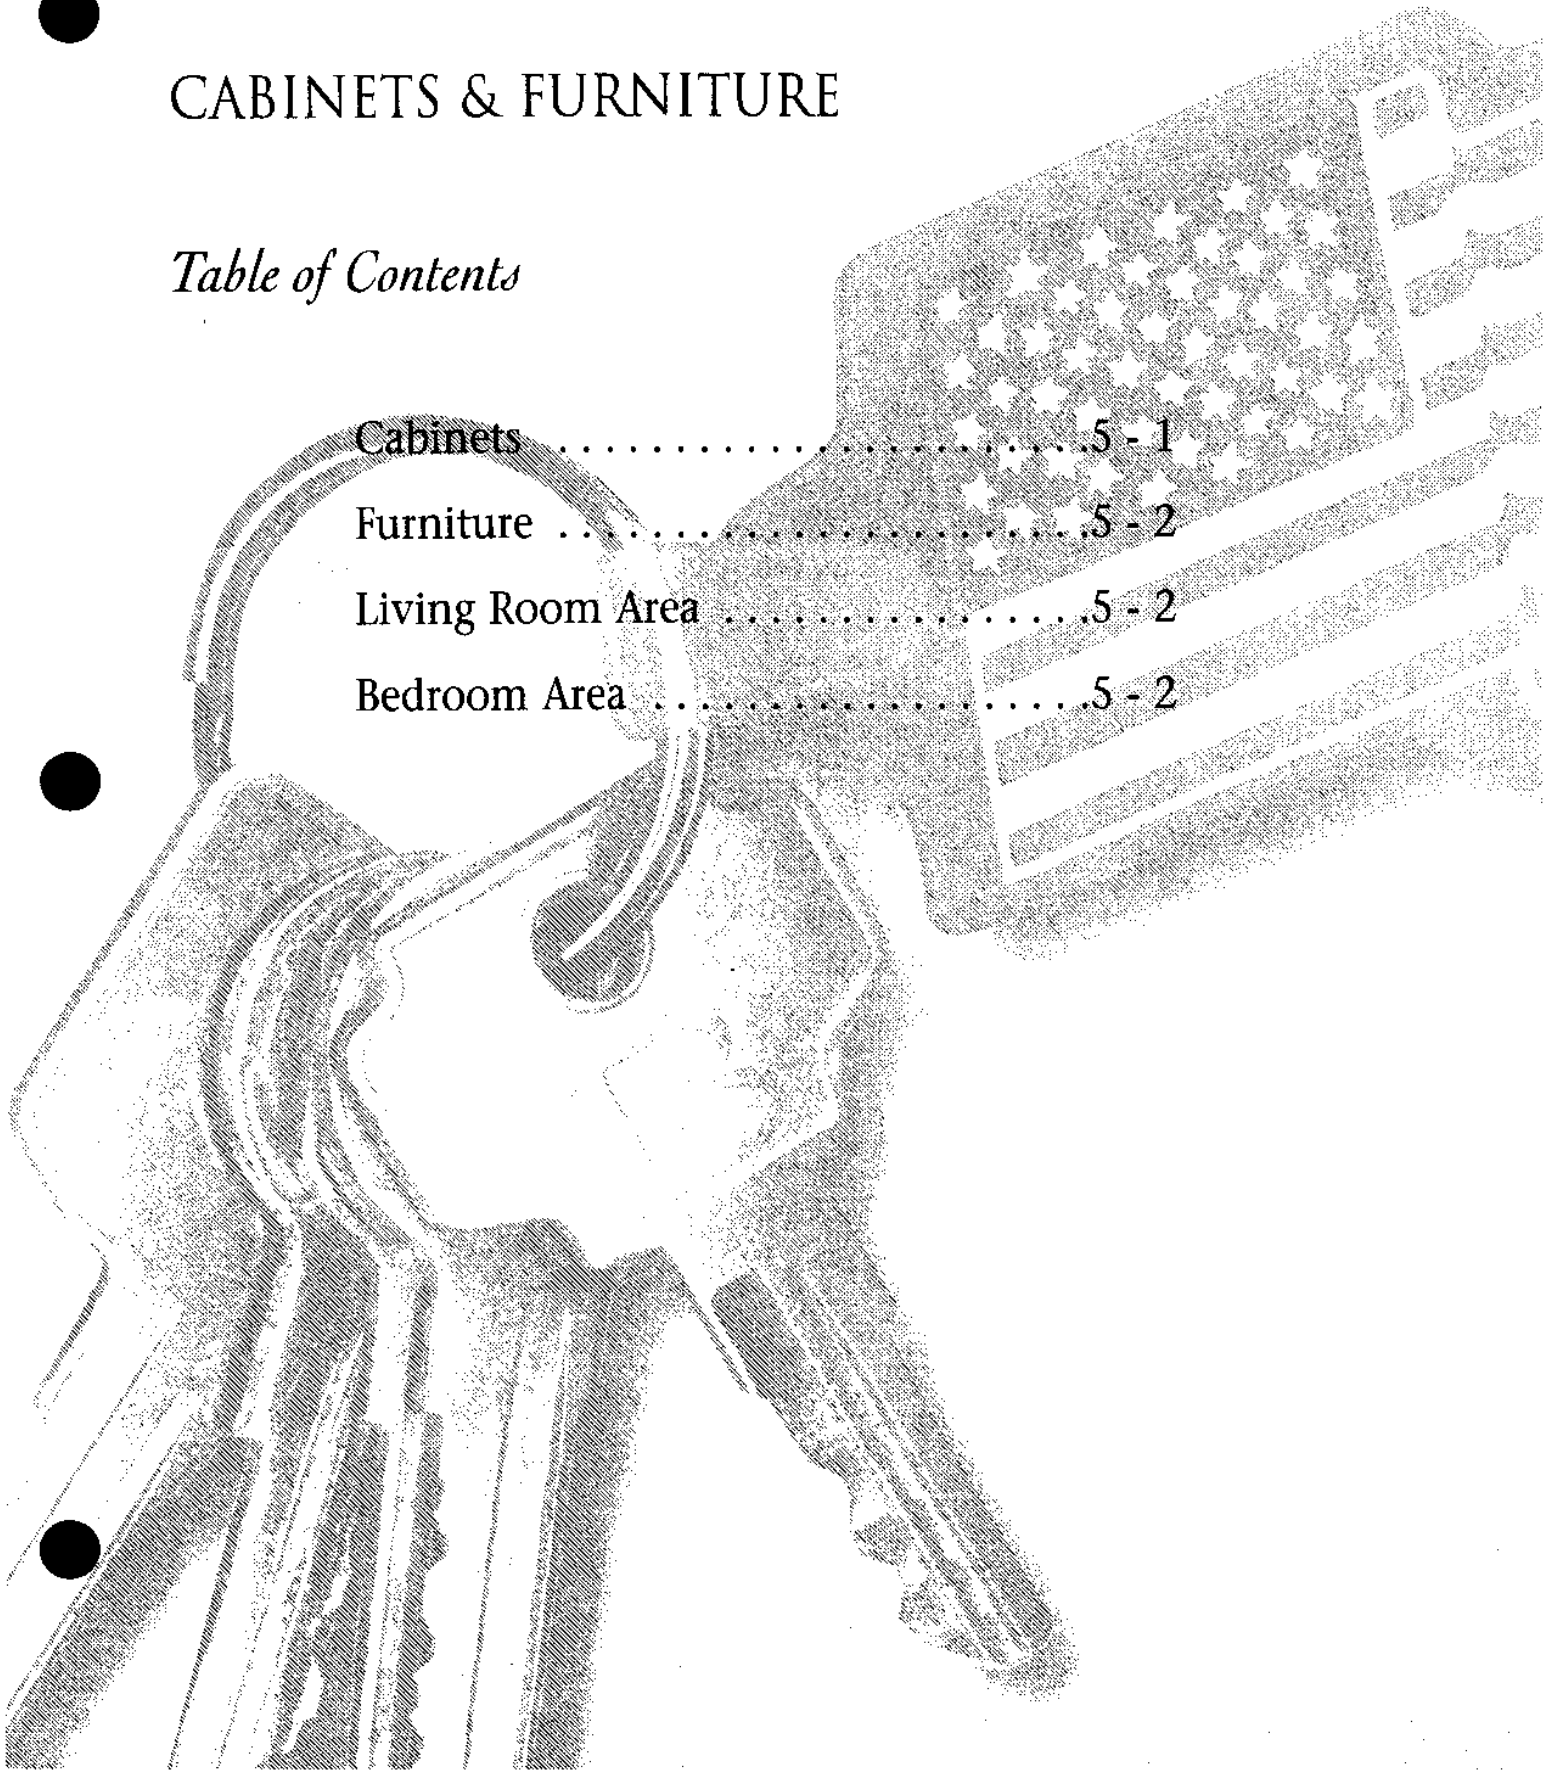 CABINETS & FURNITURE
Table of Contents
Cabinets . . . . . . . . . . . . . . . . . . . . . . .5 - 1
Furniture . . . . . . . . . . . . . . . . . . . . . . .5 - 2
Living Room Area . . . . . . . . . . . . . . . .5 - 2
Bedroom Area . . . . . . . . . . . . . . . . . . .5 - 2